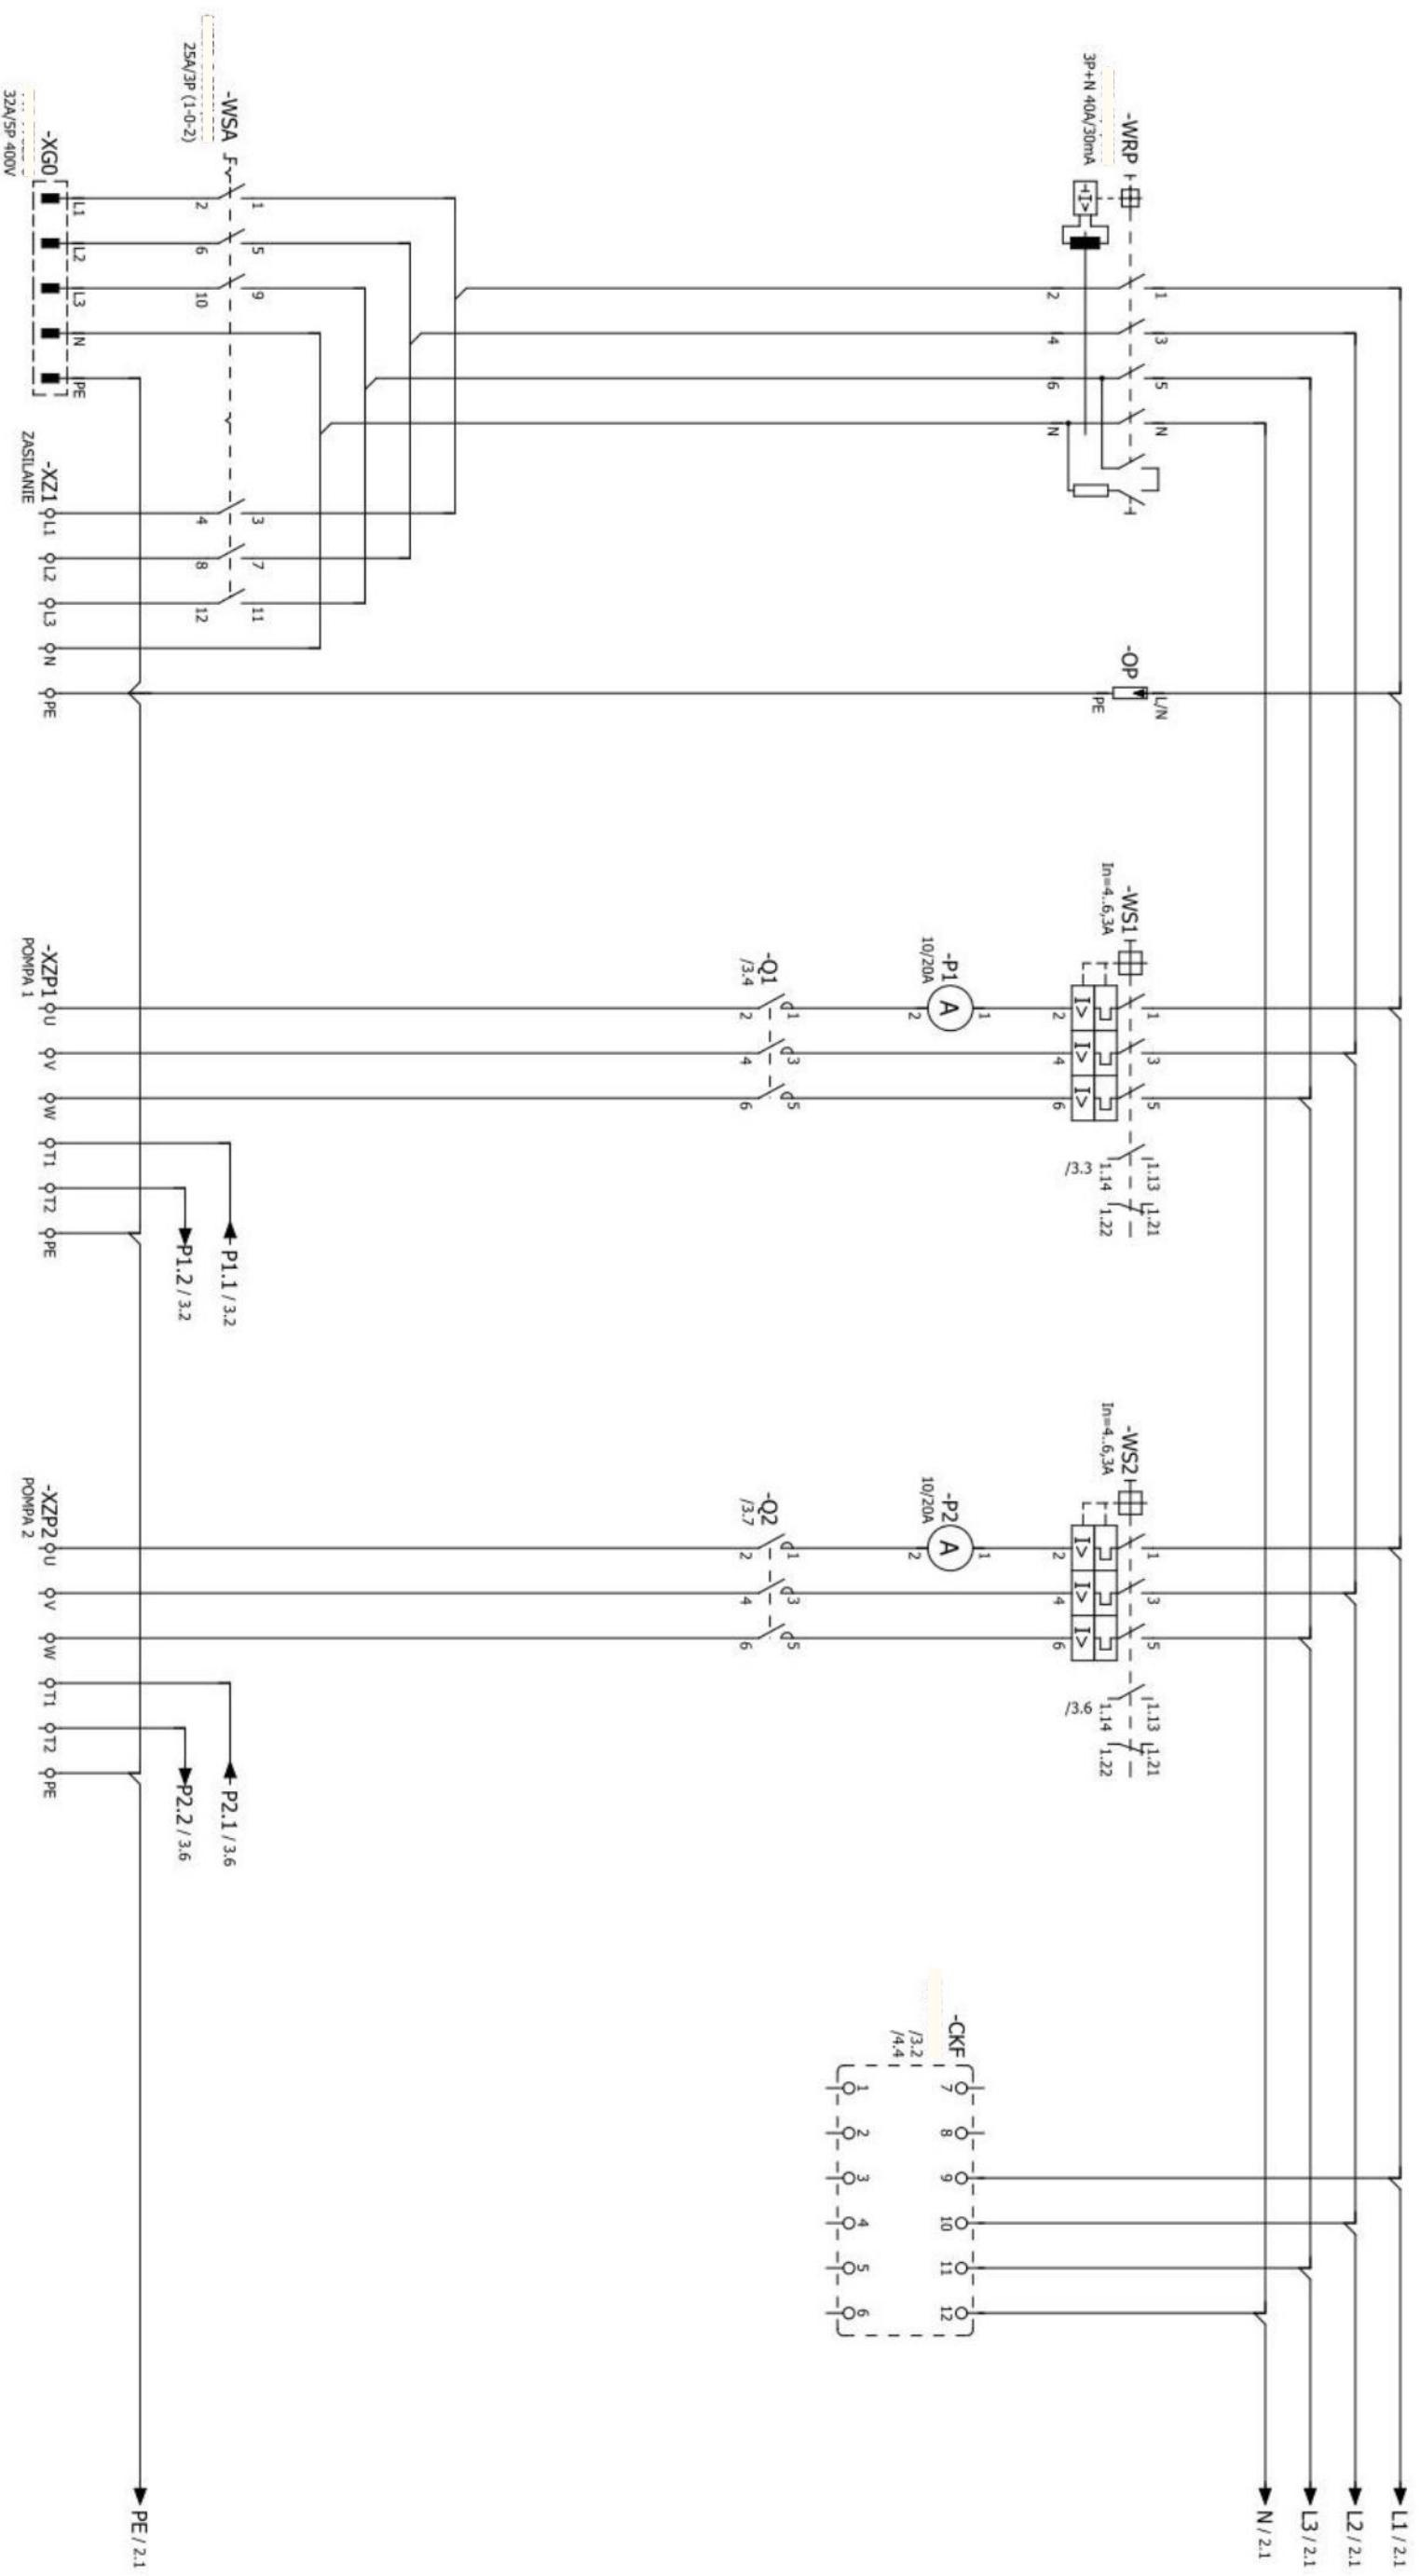 L1 / 2.1
L2 / 2.1
L3 / 2.1
N / 2.1
-WRP
3P+N 40A/30mA
I>
1
3
5
N
2
4
6
N
-OP
L/N
PE
-WS1
In=4..6,3A
1
3
5
1.13
1.21
I>
I>
I>
2
4
6
1.14
1.22
/3.3
-WS2
In=4..6,3A
1
3
5
1.13
1.21
I>
I>
I>
2
4
6
1.14
1.22
/3.6
-P1
10/20A
1
A
2
-P2
10/20A
1
A
2
-CKF
/3.2
/4.4
7
8
9
10
11
12
1
2
3
4
5
6
-Q1
/3.4
1
3
5
2
4
6
-Q2
/3.7
1
3
5
2
4
6
-WSA
25A/3P (1-0-2)
1
5
9
3
7
11
2
6
10
4
8
12
P1.1 / 3.2
P1.2 / 3.2
P2.1 / 3.6
P2.2 / 3.6
PE / 2.1
-XG0
32A/5P 400V
L1
L2
L3
N
PE
-XZ1
ZASILANIE
L1
L2
L3
N
PE
-XZP1
POMPA 1
U
V
W
T1
T2
PE
-XZP2
POMPA 2
U
V
W
T1
T2
PE